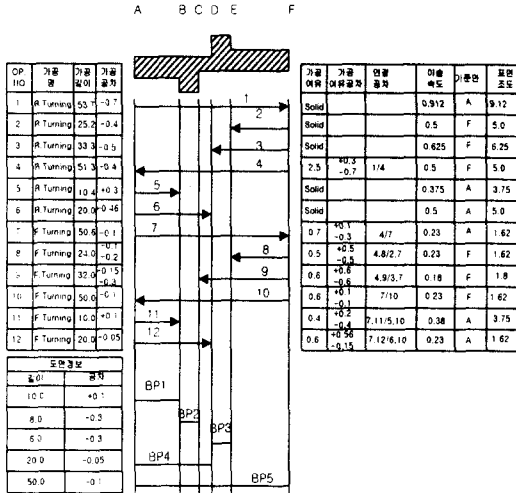 A B C D E F
OP NO 가공 명 가공 길이 가공 공차
1 R.Turning 53.7 -0.7
2 R.Turning 25.2 -0.4
3 R.Turning 33.3 -0.5
4 R.Turning 51.3 -0.4
5 R.Turning 10.4 +0.3
6 R.Turning 20.0 -0.46
7 F.Turning 50.6 -0.1
8 F.Turning 24.0 -0.1 -0.2
9 F.Turning 32.0 -0.15
10 F.Turning 50.0 -0.1
11 F.Turning 10.0 +0.1
12 F.Turning 20.0 -0.05
도면정보
길이 공차
10.0 +0.1
8.0 -0.3
6.0 -0.3
20.0 -0.05
50.0 -0.1
1
2
3
4
5
6
7
8
9
10
11
12
BP1
BP2
BP3
BP4
BP5
가공 여유 가공 여유공차 연결 공차 이송 속도 기준면 표면 조도
Solid 0.912 A 9.12
Solid 0.5 F 5.0
Solid 0.625 F 6.25
2.3 +0.3 -0.7 1/4 0.5 F 5.0
Solid 0.375 A 3.75
Solid 0.5 A 5.0
0.7 +0.1 -0.3 4/7 0.23 A 1.62
0.5 +0.5 -0.5 4.8/2.7 0.23 F 1.62
0.6 +0.6 -0.6 4.9/3.7 0.18 F 1.8
0.6 +0.1 -0.1 7/10 0.23 F 1.62
0.4 +0.2 -0.4 7.11/5.10 0.38 A 3.75
0.6 +0.56 -0.15 7.12/6.10 0.23 A 1.62